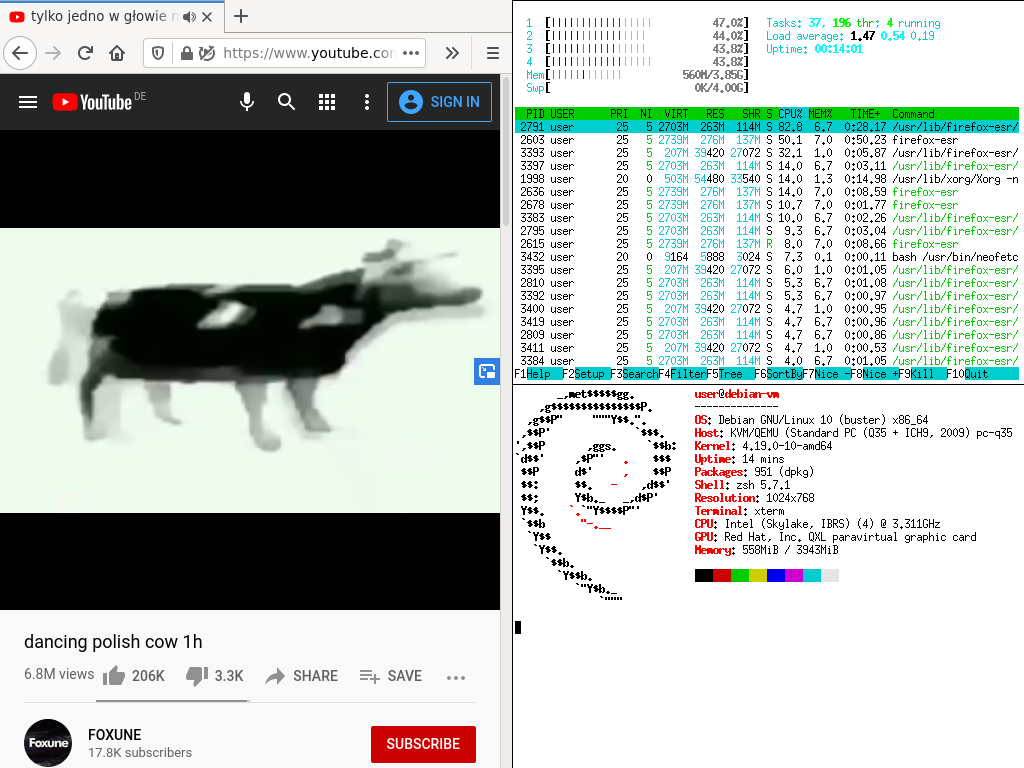 tylko jedno w głowie n
https://www.youtube.co
YouTube DE
SIGN IN
dancing polish cow 1h
6.8M views 206K 3.3K SHARE SAVE
Foxune
FOXUNE
17.8K subscribers
SUBSCRIBE
1 [|||||||||||||||||||| 47.0%] Tasks: 37, 196 thr; 4 running
2 [|||||||||||||||||||| 44.0%] Load average: 1.47 0.54 0.19
3 [|||||||||||||||||||| 43.8%] Uptime: 00:14:01
4 [|||||||||||||||||||| 43.8%]
Mem[|||||||||||||| 560M/3.85G]
Swp[ 0K/4.00G]
PID USER PRI NI VIRT RES SHR S CPU% MEM% TIME+ Command
2791 user 25 5 2703M 263M 114M S 82.8 6.7 0:28.17 /usr/lib/firefox-esr/
2603 user 25 5 2739M 276M 137M S 50.1 7.0 0:50.23 firefox-esr
3393 user 25 5 207M 39420 27072 S 32.1 1.0 0:05.87 /usr/lib/firefox-esr/
3397 user 25 5 2703M 263M 114M S 14.0 6.7 0:03.11 /usr/lib/firefox-esr/
1998 user 20 0 503M 54480 33540 S 14.0 1.3 0:14.98 /usr/lib/xorg/Xorg -n
2636 user 25 5 2739M 276M 137M S 14.0 7.0 0:08.59 firefox-esr
2678 user 25 5 2739M 276M 137M S 10.7 7.0 0:01.77 firefox-esr
3383 user 25 5 2703M 263M 114M S 10.0 6.7 0:02.26 /usr/lib/firefox-esr/
2795 user 25 5 2703M 263M 114M S 9.3 6.7 0:03.04 /usr/lib/firefox-esr/
2615 user 25 5 2739M 276M 137M R 8.0 7.0 0:08.66 firefox-esr
3432 user 20 0 9164 5888 3024 S 7.3 0.1 0:00.11 bash /usr/bin/neofetc
3395 user 25 5 207M 39420 27072 S 6.0 1.0 0:01.05 /usr/lib/firefox-esr/
2810 user 25 5 2703M 263M 114M S 5.3 6.7 0:01.08 /usr/lib/firefox-esr/
3392 user 25 5 2703M 263M 114M S 5.3 6.7 0:00.97 /usr/lib/firefox-esr/
3400 user 25 5 207M 39420 27072 S 4.7 1.0 0:00.95 /usr/lib/firefox-esr/
3419 user 25 5 2703M 263M 114M S 4.7 6.7 0:00.96 /usr/lib/firefox-esr/
2809 user 25 5 2703M 263M 114M S 4.7 6.7 0:00.86 /usr/lib/firefox-esr/
3411 user 25 5 207M 39420 27072 S 4.7 1.0 0:00.53 /usr/lib/firefox-esr/
3384 user 25 5 2703M 263M 114M S 4.0 6.7 0:01.05 /usr/lib/firefox-esr/
F1Help F2Setup F3SearchF4FilterF5Tree F6SortByF7Nice -F8Nice +F9Kill F10Quit
user@debian-vm
--------------
OS: Debian GNU/Linux 10 (buster) x86_64
Host: KVM/QEMU (Standard PC (Q35 + ICH9, 2009) pc-q35
Kernel: 4.19.0-10-amd64
Uptime: 14 mins
Packages: 951 (dpkg)
Shell: zsh 5.7.1
Resolution: 1024x768
Terminal: xterm
CPU: Intel (Skylake, IBRS) (4) @ 3.311GHz
GPU: Red Hat, Inc. QXL paravirtual graphic card
Memory: 558MiB / 3943MiB